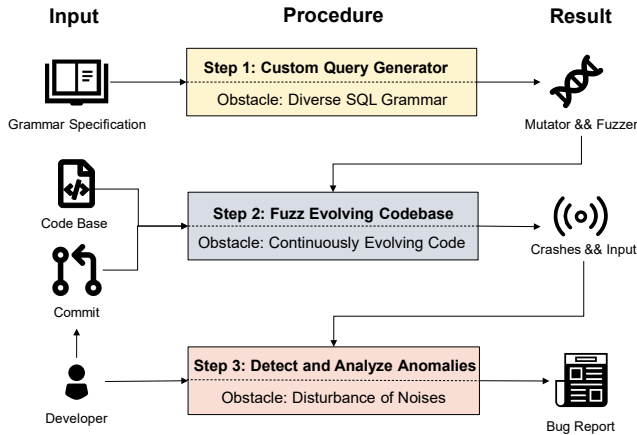 Input
Procedure
Result
Step 1: Custom Query Generator
Obstacle: Diverse SQL Grammar
Grammar Specification
Mutator && Fuzzer
Code Base
Step 2: Fuzz Evolving Codebase
Obstacle: Continuously Evolving Code
Crashes && Input
Commit
Step 3: Detect and Analyze Anomalies
Obstacle: Disturbance of Noises
Developer
Bug Report